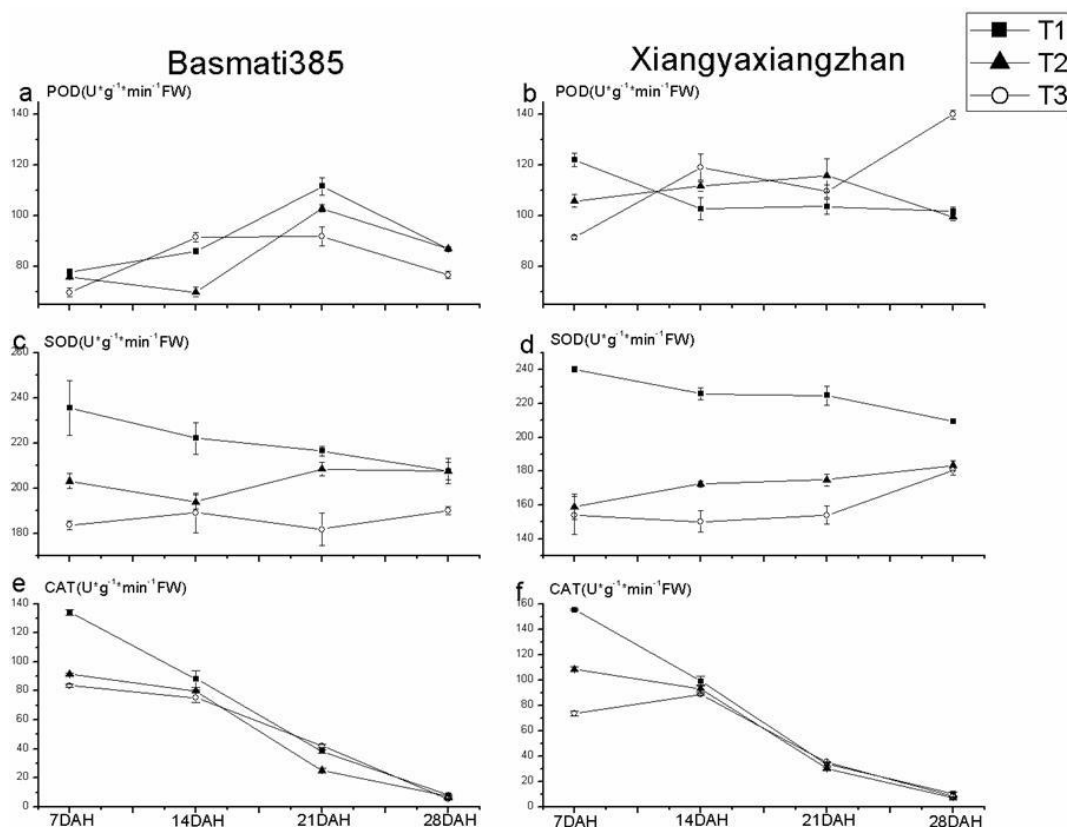 T1
T2
T3
Basmati385
Xiangyaxiangzhan
a
POD(U*g⁻¹*min⁻¹FW)
140
120
100
80
b
POD(U*g⁻¹*min⁻¹FW)
140
120
100
80
c
SOD(U*g⁻¹*min⁻¹FW)
260
240
220
200
180
d
SOD(U*g⁻¹*min⁻¹FW)
260
240
220
200
180
160
140
e
CAT(U*g⁻¹*min⁻¹FW)
140
120
100
80
60
40
20
0
7DAH
14DAH
21DAH
28DAH
f
CAT(U*g⁻¹*min⁻¹FW)
160
140
120
100
80
60
40
20
0
7DAH
14DAH
21DAH
28DAH